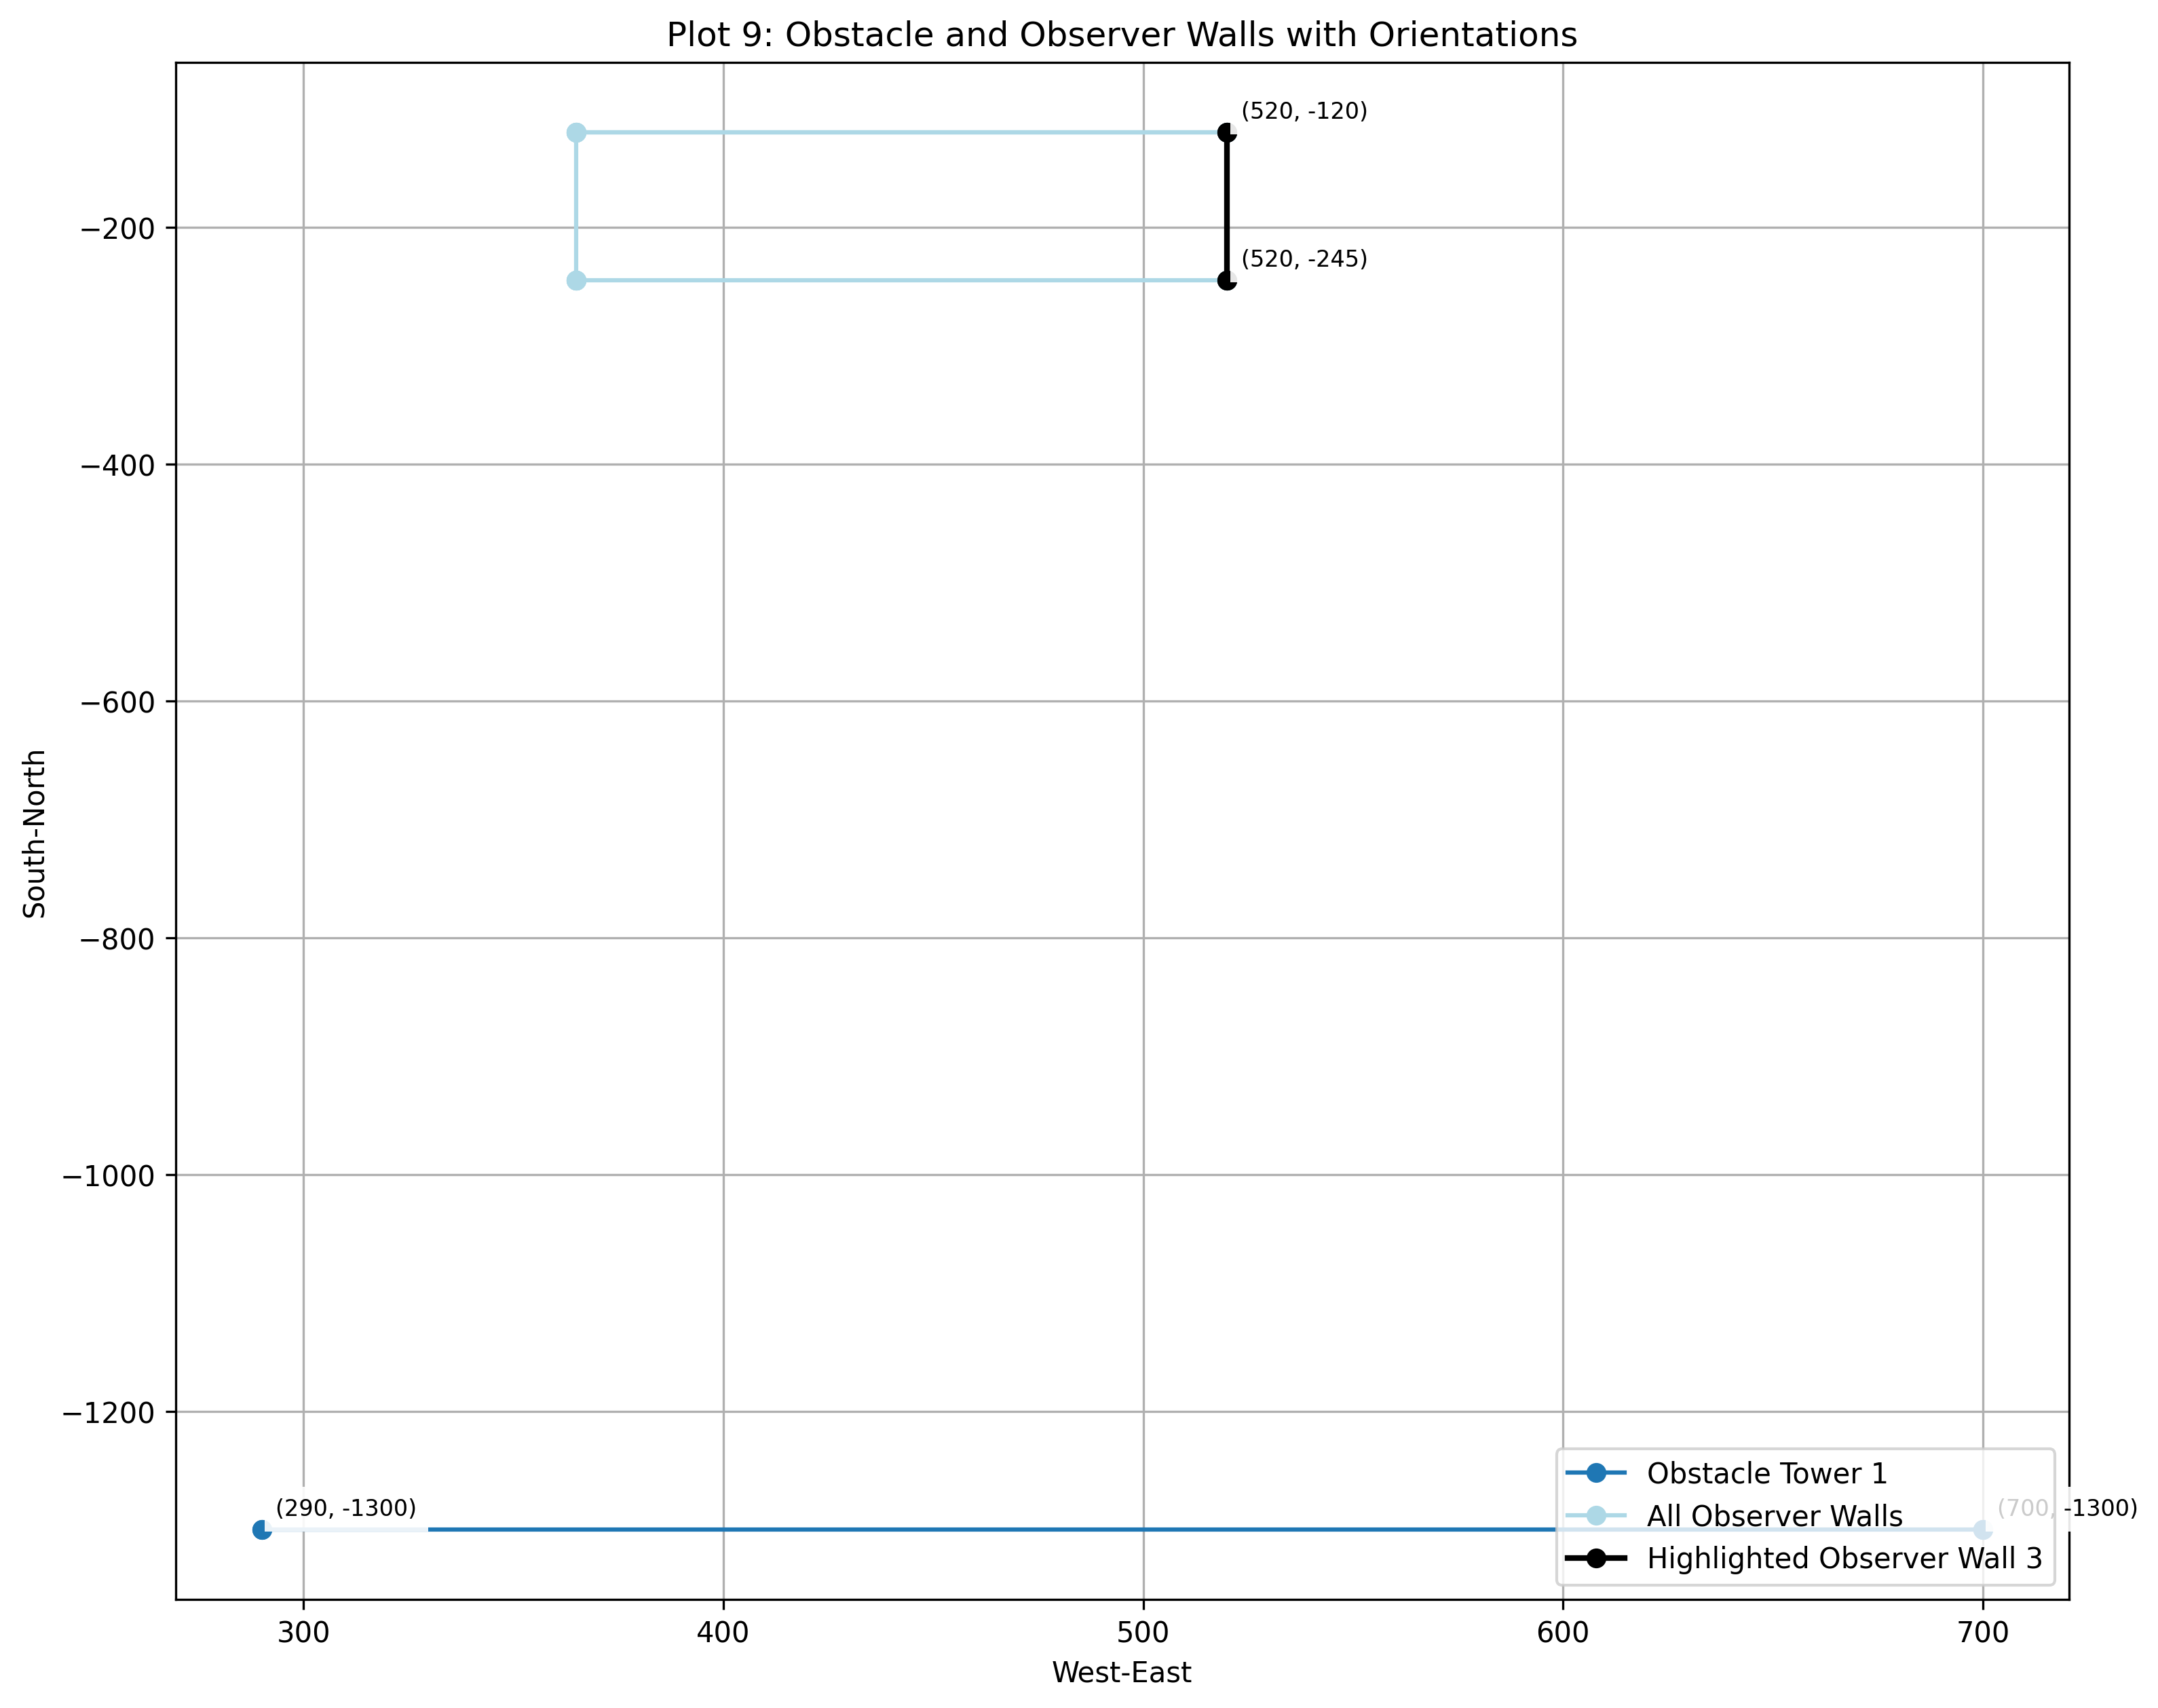 Plot 9: Obstacle and Observer Walls with Orientations
(520, -120)
−200
(520, -245)
−400
−600
South-North
−800
−1000
−1200
Obstacle Tower 1
(290, -1300)
(700, -1300)
All Observer Walls
Highlighted Observer Wall 3
300
400
500
600
700
West-East